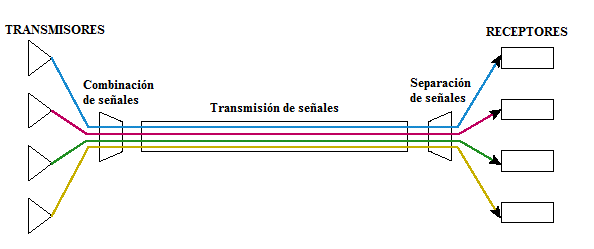 TRANSMISORES
RECEPTORES
Combinación
de señales
Transmisión de señales
Separación
de señales